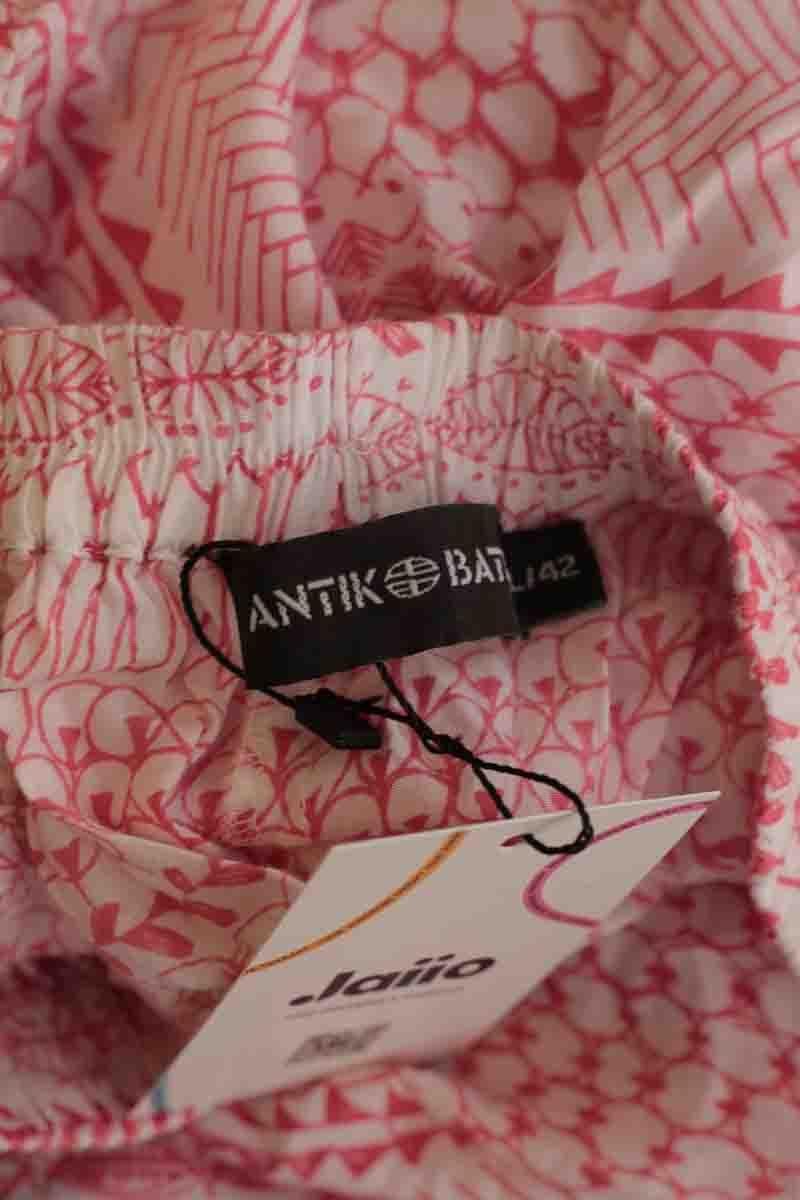 ANTIK BAT
L/42
.Jaiio